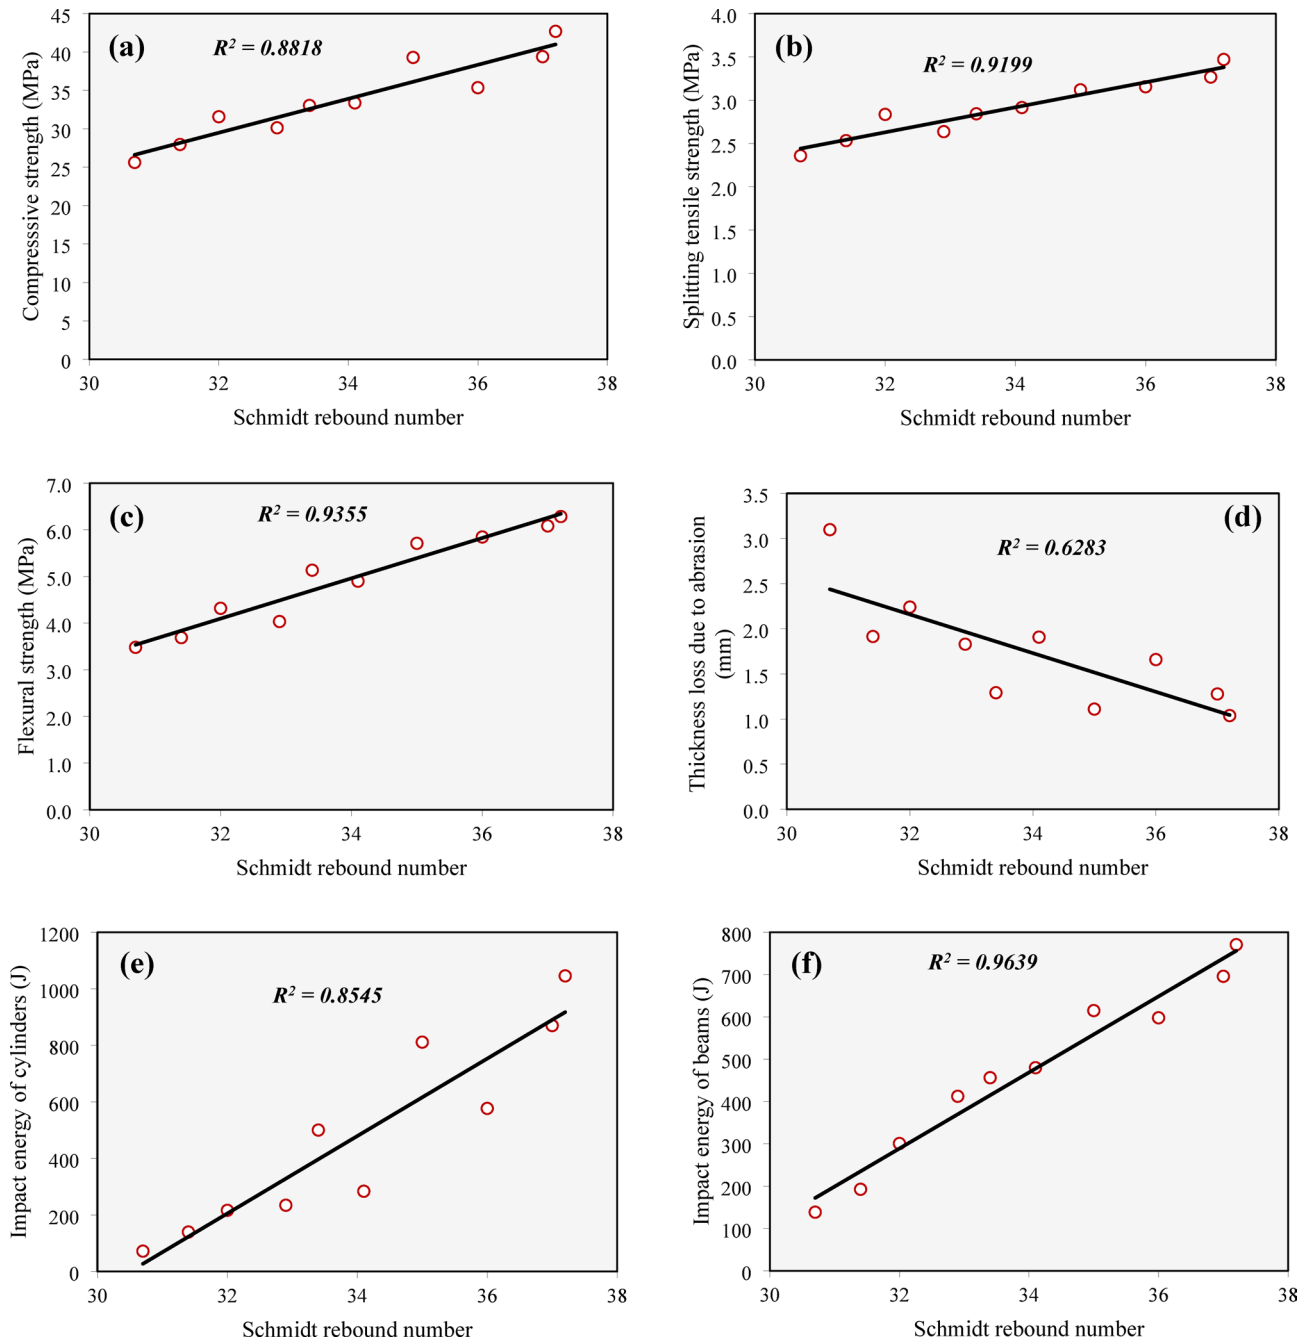 (a)
R² = 0.8818
Compresssive strength (MPa)
45
40
35
30
25
20
15
10
5
0
30 32 34 36 38
Schmidt rebound number
(b)
R² = 0.9199
Splitting tensile strength (MPa)
4.0
3.5
3.0
2.5
2.0
1.5
1.0
0.5
0.0
30 32 34 36 38
Schmidt rebound number
(c)
R² = 0.9355
Flexural strength (MPa)
7.0
6.0
5.0
4.0
3.0
2.0
1.0
0.0
30 32 34 36 38
Schmidt rebound number
(d)
R² = 0.6283
Thickness loss due to abrasion
(mm)
3.5
3.0
2.5
2.0
1.5
1.0
0.5
0.0
30 32 34 36 38
Schmidt rebound number
(e)
R² = 0.8545
Impact energy of cylinders (J)
1200
1000
800
600
400
200
0
30 32 34 36 38
Schmidt rebound number
(f)
R² = 0.9639
Impact energy of beams (J)
800
700
600
500
400
300
200
100
0
30 32 34 36 38
Schmidt rebound number